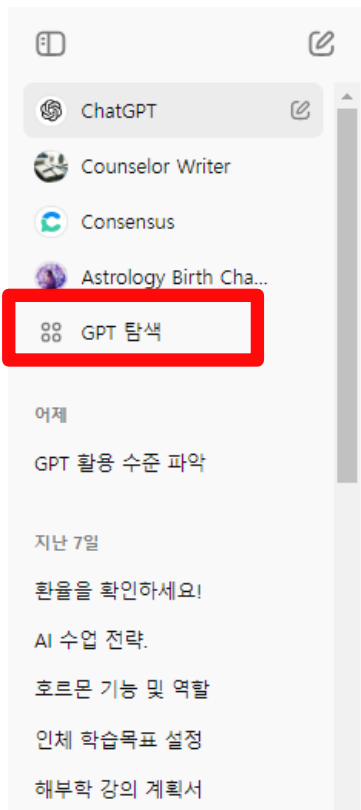 ChatGPT
Counselor Writer
Consensus
Astrology Birth Cha...
GPT 탐색
어제
GPT 활용 수준 파악
지난 7일
환율을 확인하세요!
AI 수업 전략.
호르몬 기능 및 역할
인체 학습목표 설정
해부학 강의 계획서